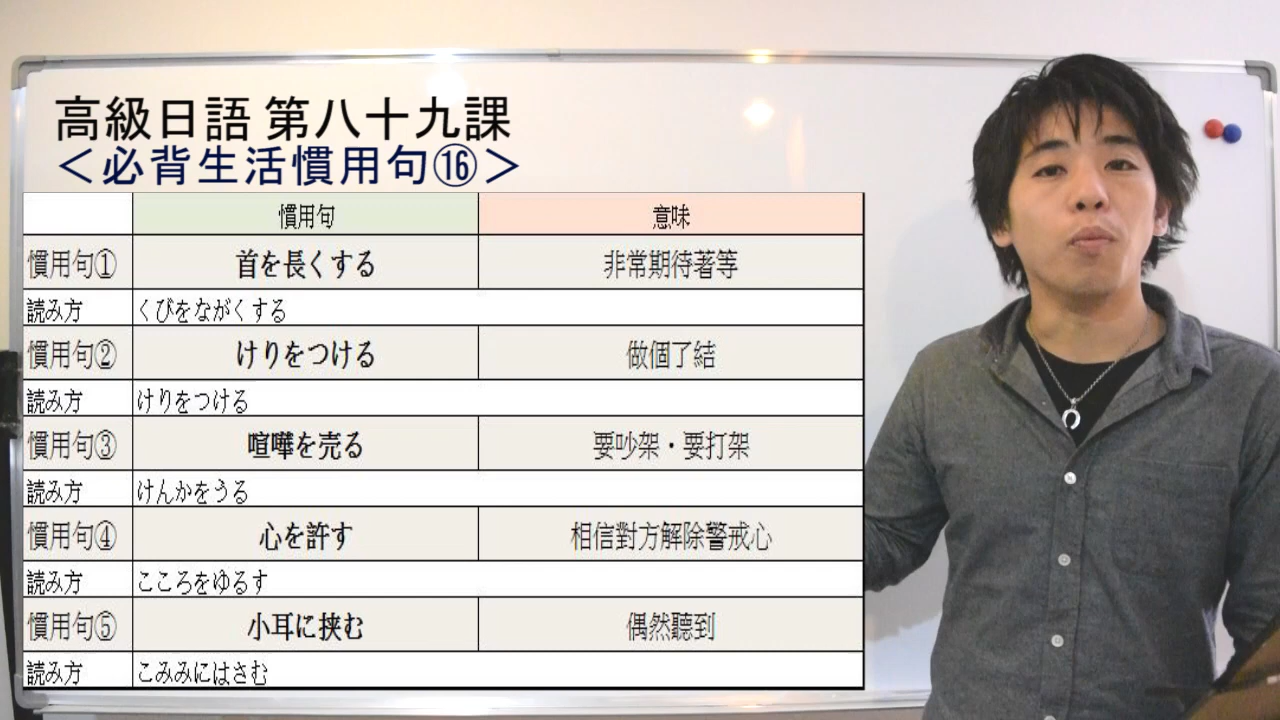 高級日語 第八十九課
＜必背生活慣用句⑯＞
慣用句 意味
慣用句① 首を長くする 非常期待著等
読み方 くびをながくする
慣用句② けりをつける 做個了結
読み方 けりをつける
慣用句③ 喧嘩を売る 要吵架・要打架
読み方 けんかをうる
慣用句④ 心を許す 相信對方解除警戒心
読み方 こころをゆるす
慣用句⑤ 小耳に挟む 偶然聽到
読み方 こみみにはさむ